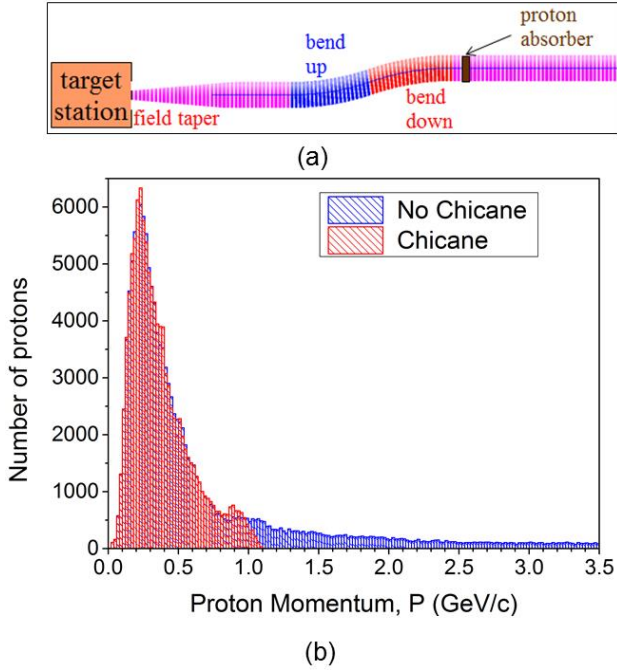 bend
up
proton
absorber
target
station
field taper
bend
down
(a)
6000
5000
4000
3000
2000
1000
0
Number of protons
No Chicane
Chicane
0.0 0.5 1.0 1.5 2.0 2.5 3.0 3.5
Proton Momentum, P (GeV/c)
(b)